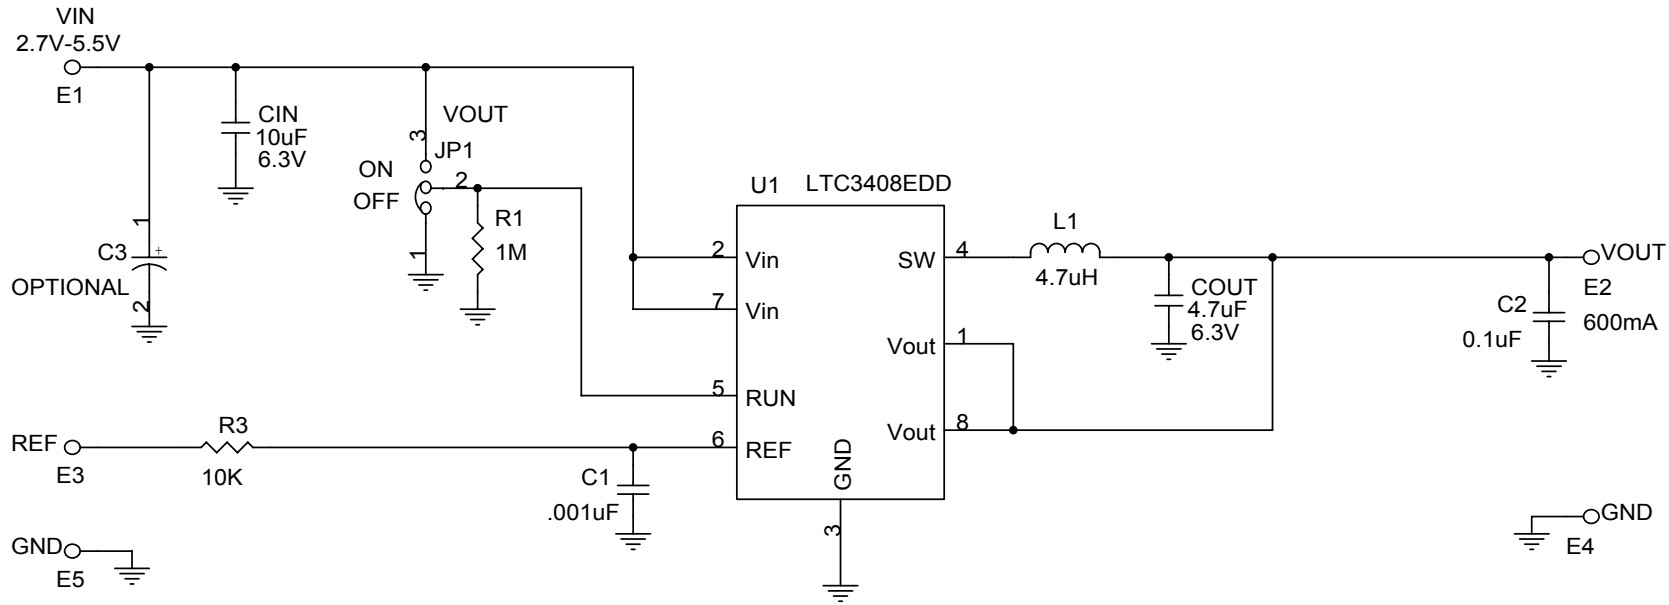 VIN
2.7V-5.5V
E1
CIN
10uF
6.3V
VOUT
3
JP1
ON
2
OFF
1
R1
1M
1
C3
+
OPTIONAL
2
U1 LTC3408EDD
2 Vin
7 Vin
5 RUN
6 REF
GND
3
SW 4
Vout 1
Vout 8
L1
4.7uH
COUT
4.7uF
6.3V
VOUT
E2
600mA
C2
0.1uF
REF
E3
R3
10K
C1
.001uF
GND
E5
GND
E4